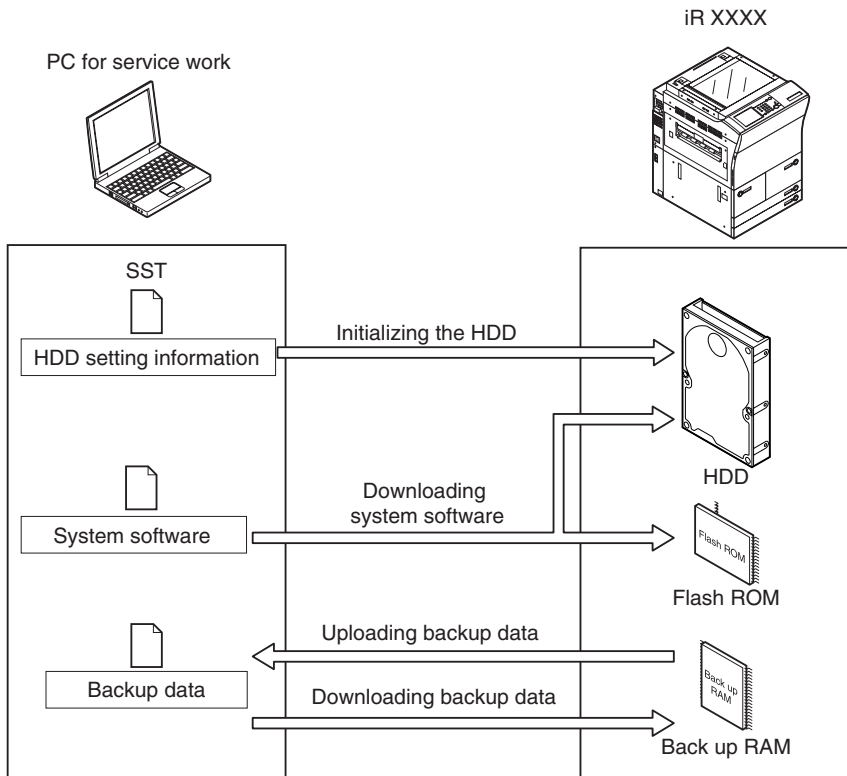 iR XXXX
PC for service work
SST
HDD setting information
Initializing the HDD
HDD
Downloading
system software
System software
Flash ROM
Flash ROM
Uploading backup data
Backup data
Downloading backup data
Back up
RAM
Back up RAM